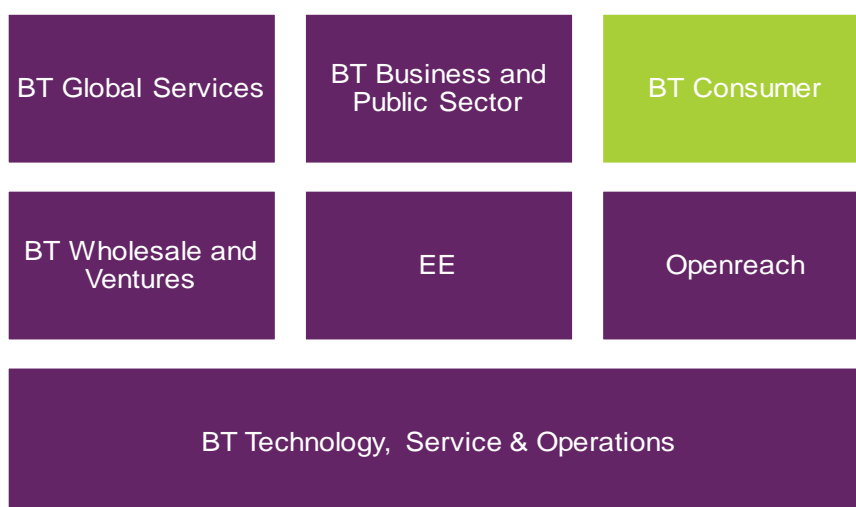 BT Global Services
BT Business and
Public Sector
BT Consumer
BT Wholesale and
Ventures
EE
Openreach
BT Technology, Service & Operations